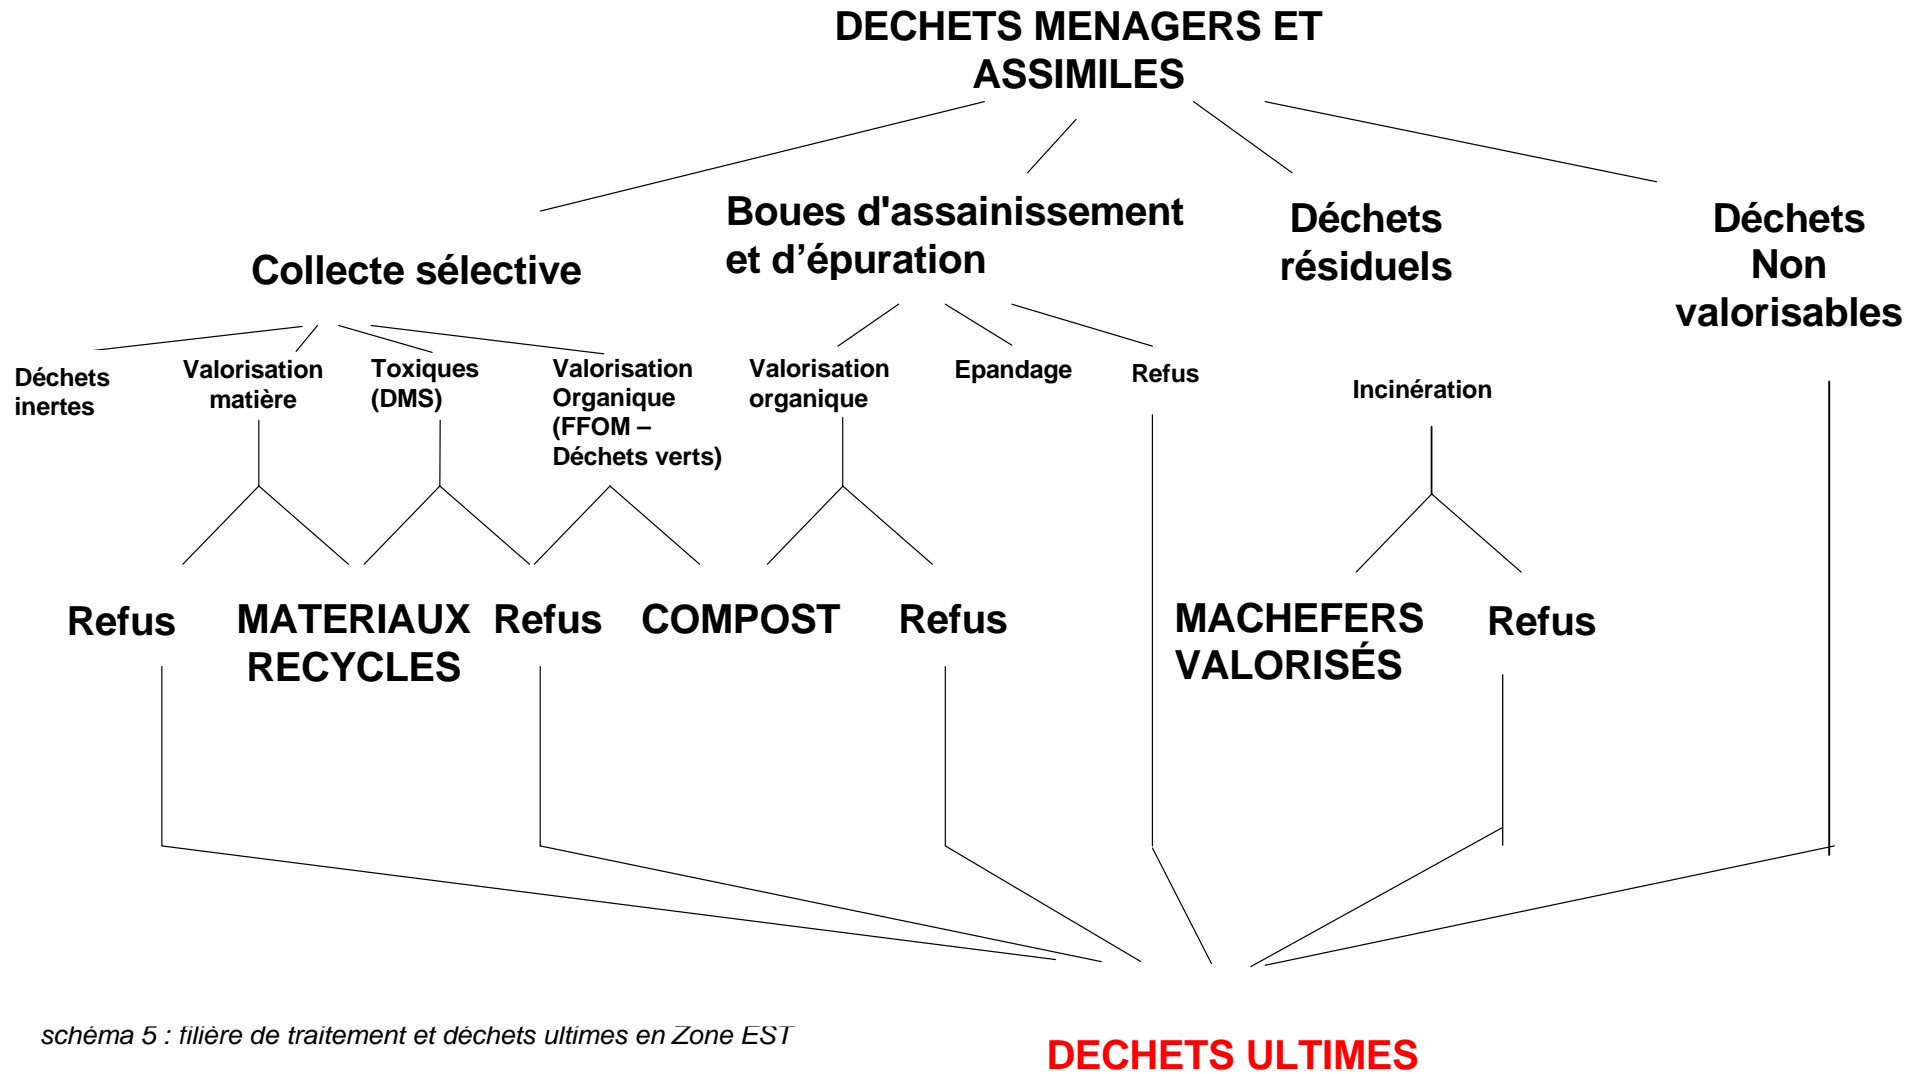 DECHETS MENAGERS ET
ASSIMILES
Collecte sélective
Boues d'assainissement
et d’épuration
Déchets
résiduels
Déchets
Non
valorisables
Déchets
inertes
Valorisation
matière
Toxiques
(DMS)
Valorisation
Organique
(FFOM –
Déchets verts)
Valorisation
organique
Epandage
Refus
Incinération
Refus
MATERIAUX
RECYCLES
Refus
COMPOST
Refus
MACHEFERS
VALORISÉS
Refus
schéma 5 : filière de traitement et déchets ultimes en Zone EST
DECHETS ULTIMES